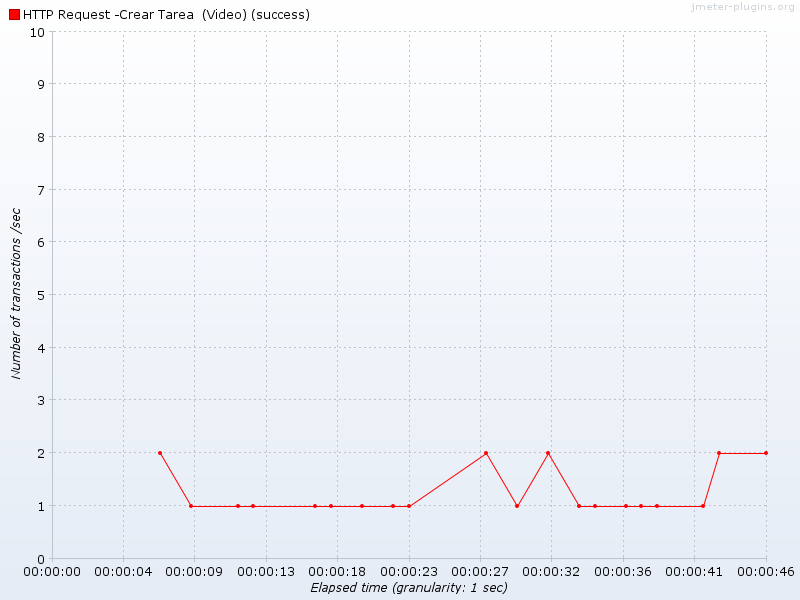 jmeter-plugins.org
HTTP Request -Crear Tarea  (Video) (success)
10
9
8
7
6
5
4
3
2
1
0
Number of transactions /sec
00:00:00 00:00:04 00:00:09 00:00:13 00:00:18 00:00:23 00:00:27 00:00:32 00:00:36 00:00:41 00:00:46
Elapsed time (granularity: 1 sec)